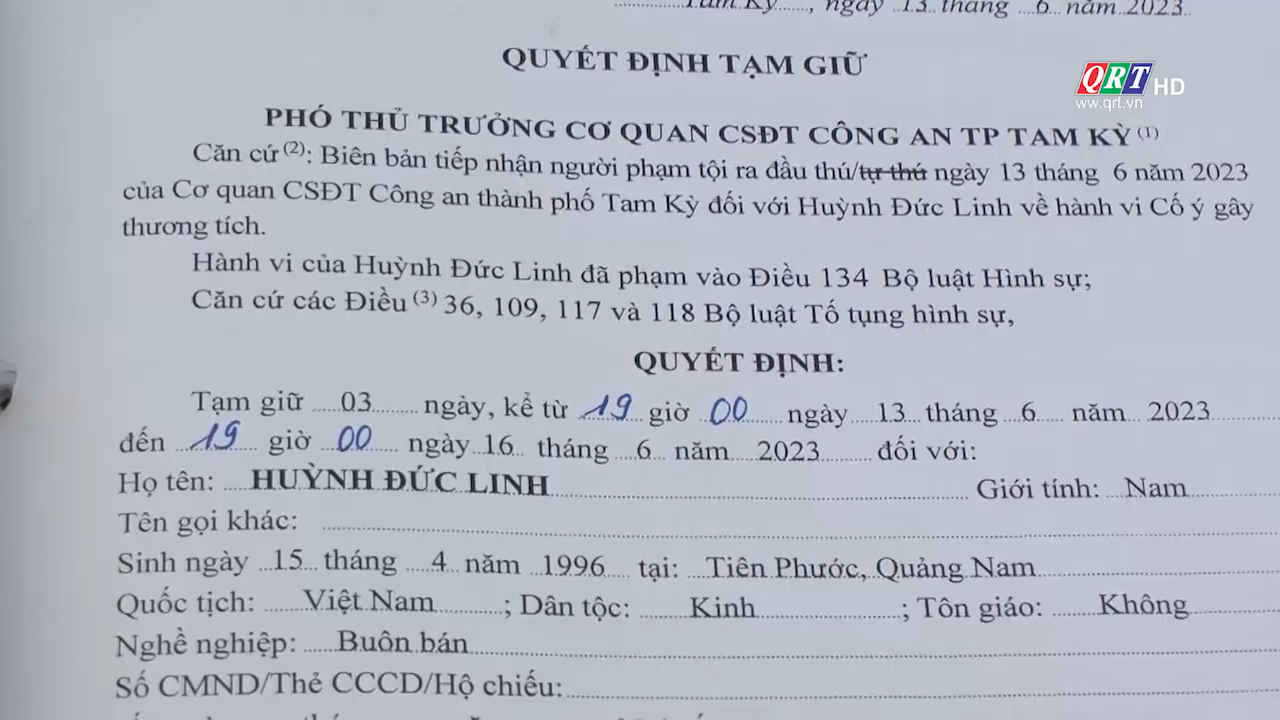 Tam Kỳ, ngày 13 tháng 6 năm 2023
QUYẾT ĐỊNH TẠM GIỮ
QRT HD
ww.qrt.vn
PHÓ THỦ TRƯỞNG CƠ QUAN CSĐT CÔNG AN TP TAM KỲ (1)
Căn cứ (2): Biên bản tiếp nhận người phạm tội ra đầu thú/tự thú ngày 13 tháng 6 năm 2023
của Cơ quan CSĐT Công an thành phố Tam Kỳ đối với Huỳnh Đức Linh về hành vi Cố ý gây
thương tích.
Hành vi của Huỳnh Đức Linh đã phạm vào Điều 134 Bộ luật Hình sự;
Căn cứ các Điều (3) 36, 109, 117 và 118 Bộ luật Tố tụng hình sự,
QUYẾT ĐỊNH:
Tạm giữ 03 ngày, kể từ 19 giờ 00 ngày 13 tháng 6 năm 2023
đến 19 giờ 00 ngày 16 tháng 6 năm 2023 đối với:
Họ tên: HUỲNH ĐỨC LINH Giới tính: Nam
Tên gọi khác:
Sinh ngày 15 tháng 4 năm 1996 tại: Tiên Phước, Quảng Nam
Quốc tịch: Việt Nam ; Dân tộc: Kinh ; Tôn giáo: Không
Nghề nghiệp: Buôn bán
Số CMND/Thẻ CCCD/Hộ chiếu: